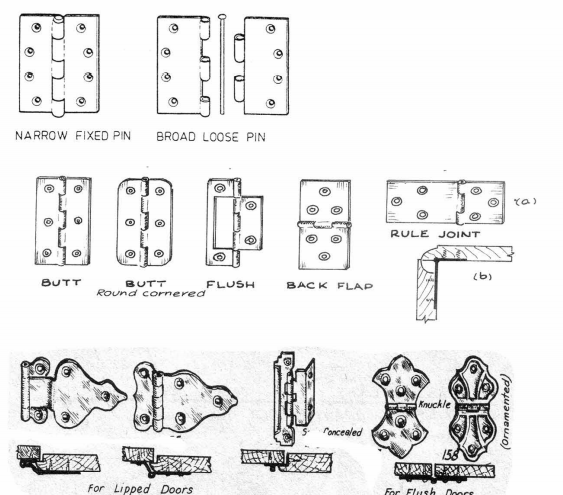 NARROW FIXED PIN
BROAD LOOSE PIN
(a)
RULE JOINT
BUTT
BUTT
Round cornered
FLUSH
BACK FLAP
(b)
Knuckle
Concealed
(ornamented)
158
For Lipped Doors
For Flush Doors